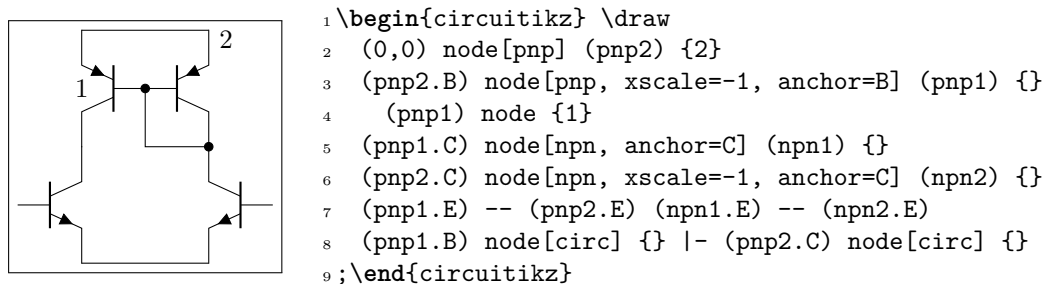 2
1
1 \begin{circuitikz} \draw
2 (0,0) node[pnp] (pnp2) {2}
3 (pnp2.B) node[pnp, xscale=-1, anchor=B] (pnp1) {}
4 (pnp1) node {1}
5 (pnp1.C) node[npn, anchor=C] (npn1) {}
6 (pnp2.C) node[npn, xscale=-1, anchor=C] (npn2) {}
7 (pnp1.E) -- (pnp2.E) (npn1.E) -- (npn2.E)
8 (pnp1.B) node[circ] {} |- (pnp2.C) node[circ] {}
9 ;\end{circuitikz}